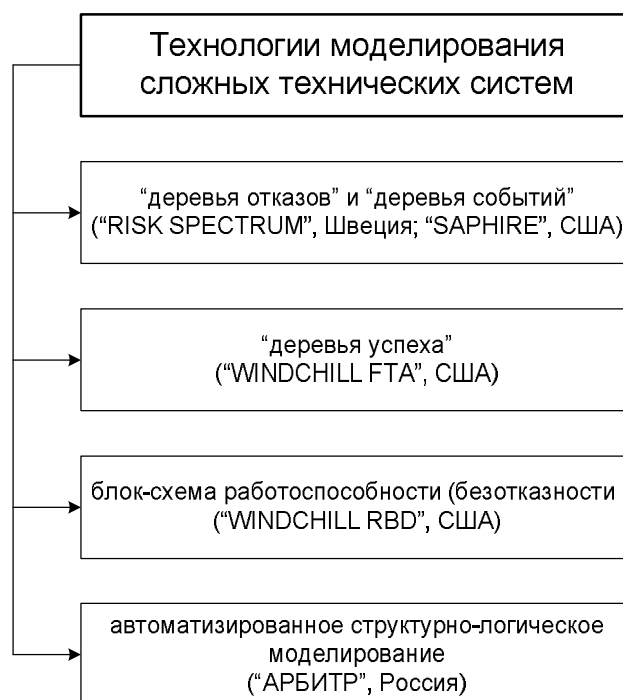 Технологии моделирования
сложных технических систем
“деревья отказов” и “деревья событий”
(“RISK SPECTRUM”, Швеция; “SAPHIRE”, США)
“деревья успеха”
(“WINDCHILL FTA”, США)
блок-схема работоспособности (безотказности
(“WINDCHILL RBD”, США)
автоматизированное структурно-логическое
моделирование
(“АРБИТР”, Россия)